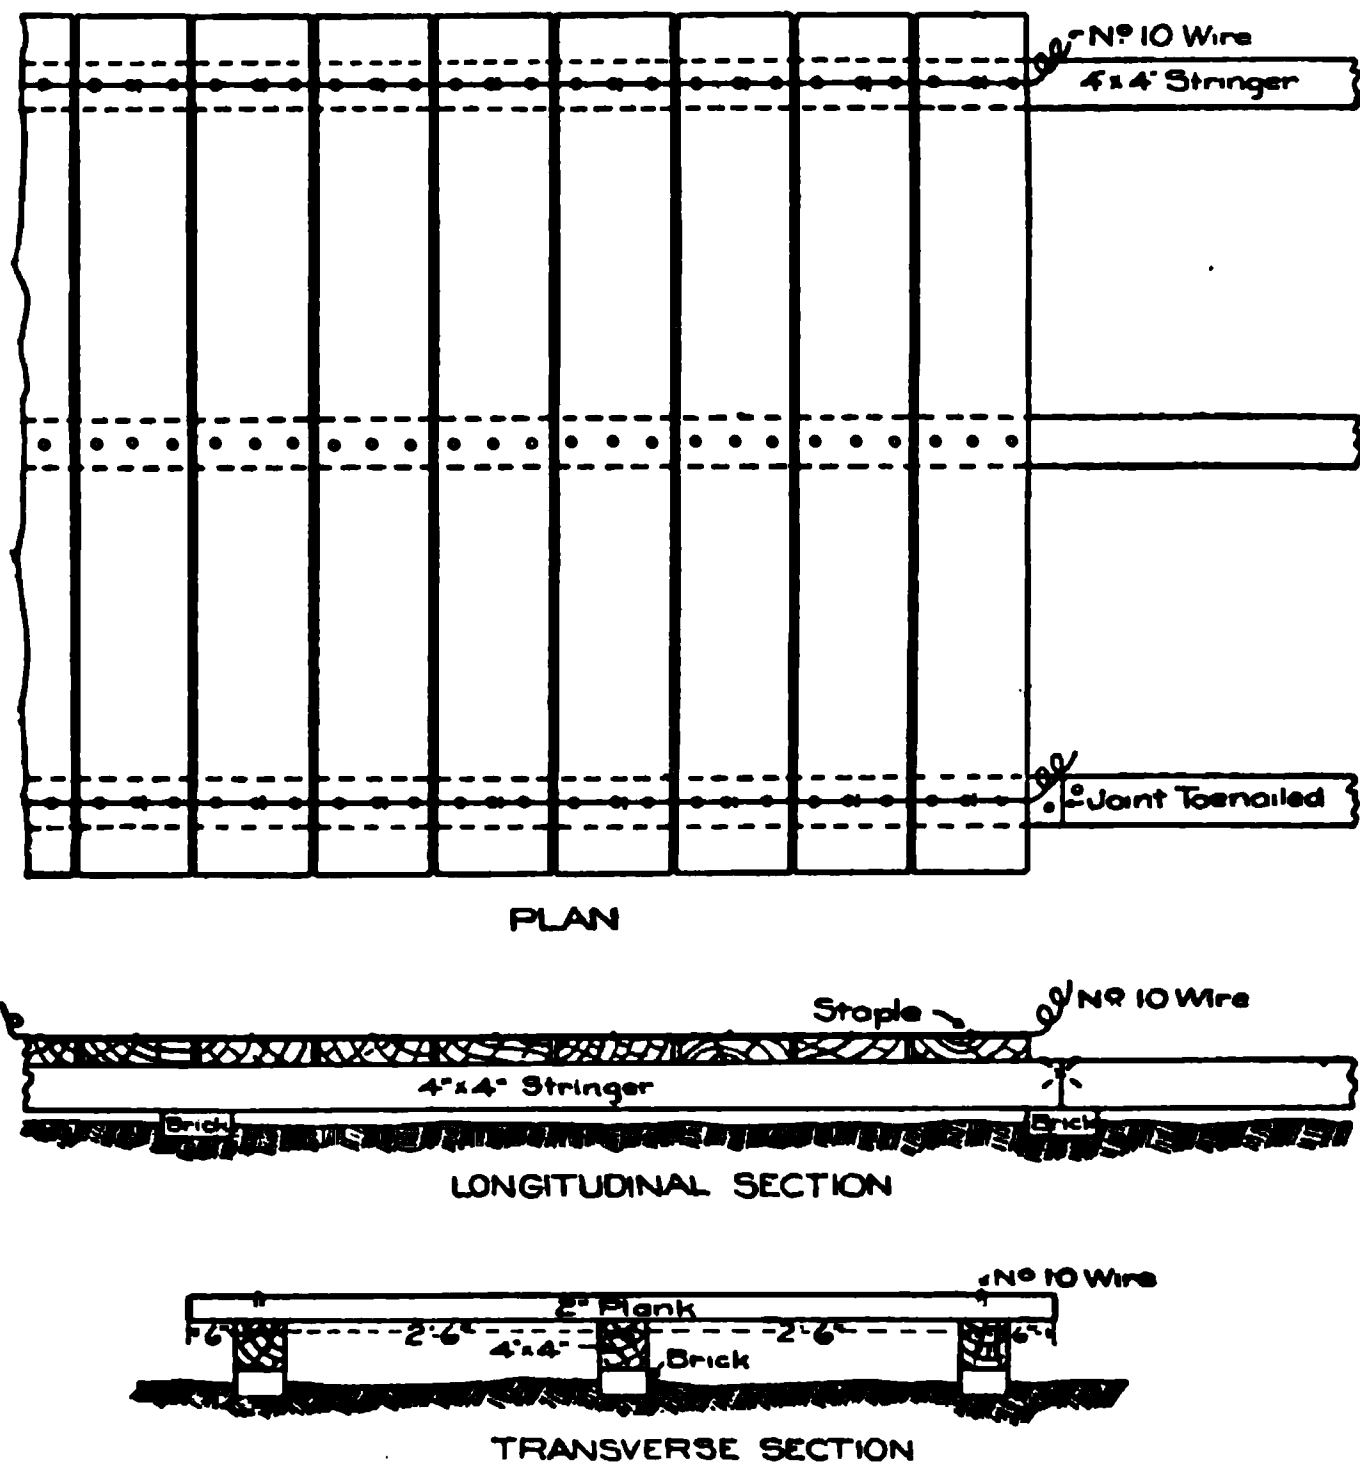 Nº 10 Wire
4"x4" Stringer
Joint Toenailed
PLAN
Staple
Nº 10 Wire
4"x4" Stringer
Brick
Brick
LONGITUDINAL SECTION
Nº 10 Wire
2" Plank
6" 2'-6" 2'-6" 6"
4"x4"
Brick
TRANSVERSE SECTION